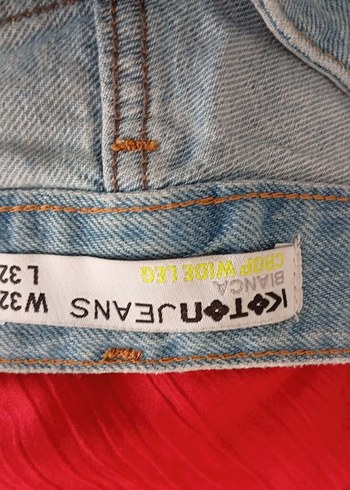 KOTONJEANS
BIANCA
CROP WIDE LEG
W32
L 32